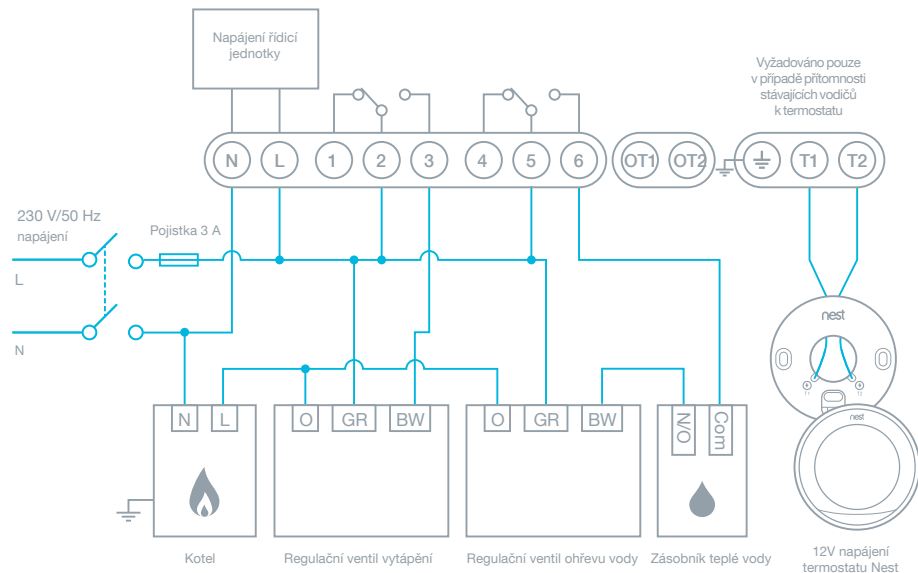 Napájení řídicí
jednotky
Vyžadováno pouze
v případě přítomnosti
stávajících vodičů
k termostatu
N L 1 2 3 4 5 6 OT1 OT2 T1 T2
230 V/50 Hz
napájení
Pojistka 3 A
L
N
nest
N L O GR BW O GR BW N/O Com
nest
Kotel
Regulační ventil vytápění
Regulační ventil ohřevu vody
Zásobník teplé vody
12V napájení
termostatu Nest